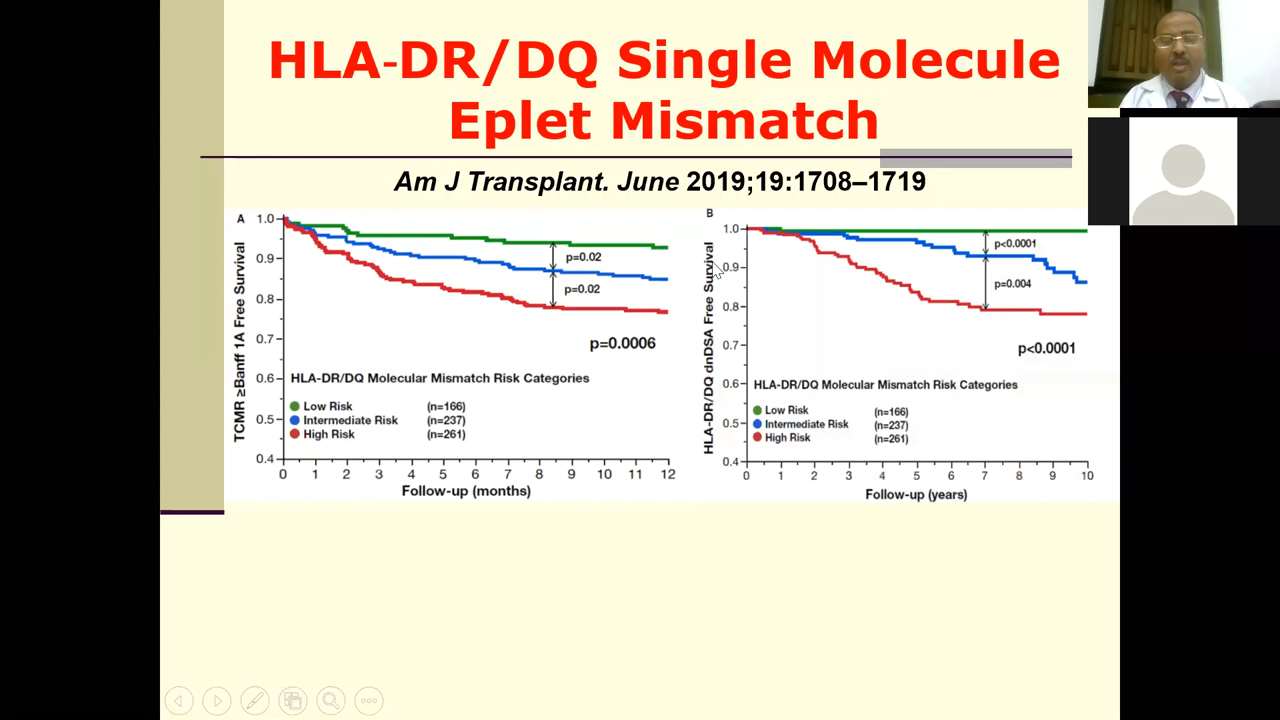 HLA-DR/DQ Single Molecule
Eplet Mismatch
Am J Transplant. June 2019;19:1708–1719
A
TCMR ≥Banff 1A Free Survival
1.0
0.9
0.8
0.7
0.6
0.5
0.4
p=0.02
p=0.02
p=0.0006
HLA-DR/DQ Molecular Mismatch Risk Categories
Low Risk (n=166)
Intermediate Risk (n=237)
High Risk (n=261)
0 1 2 3 4 5 6 7 8 9 10 11 12
Follow-up (months)
B
HLA-DR/DQ dnDSA Free Survival
1.0
0.9
0.8
0.7
0.6
0.5
0.4
p<0.0001
p=0.004
p<0.0001
HLA-DR/DQ Molecular Mismatch Risk Categories
Low Risk (n=166)
Intermediate Risk (n=237)
High Risk (n=261)
0 1 2 3 4 5 6 7 8 9 10
Follow-up (years)